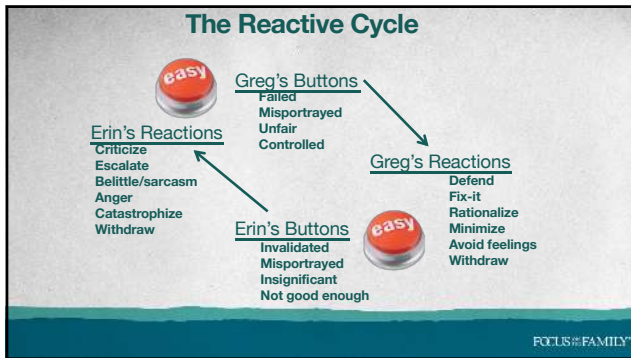 The Reactive Cycle
easy
Greg's Buttons
Failed
Misportrayed
Unfair
Controlled
Erin's Reactions
Criticize
Escalate
Belittle/sarcasm
Anger
Catastrophize
Withdraw
Greg's Reactions
Defend
Fix-it
Rationalize
Minimize
Avoid feelings
Withdraw
Erin's Buttons
Invalidated
Misportrayed
Insignificant
Not good enough
easy
FOCUS ON THE FAMILY